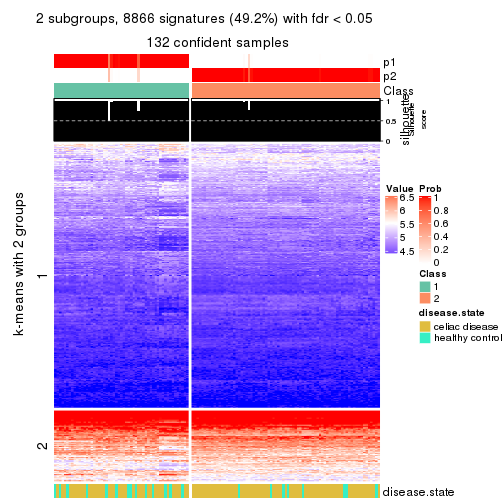 2 subgroups, 8866 signatures (49.2%) with fdr < 0.05
132 confident samples
p1
p2
Class
1
0.5
0
silhouette
Silhouette
score
k-means with 2 groups
1
2
Value
6.5
6
5.5
5
4.5
Prob
1
0.8
0.6
0.4
0.2
0
Class
1
2
disease.state
celiac disease
healthy control
disease.state